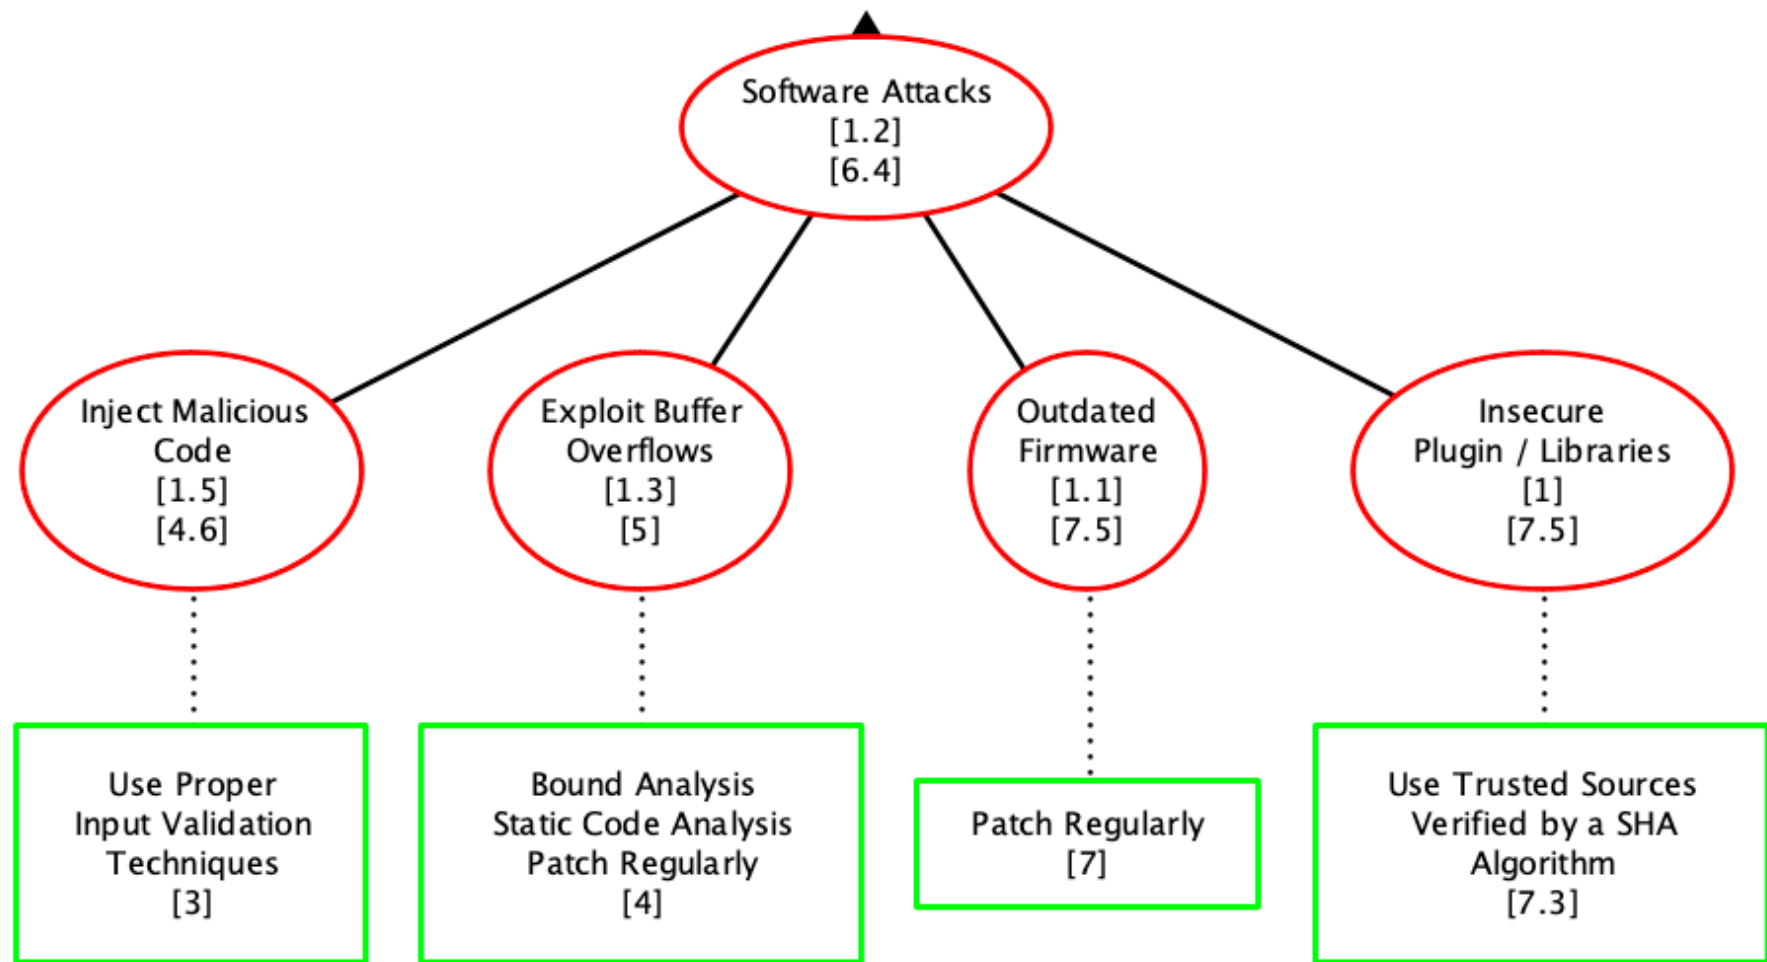 Software Attacks
[1.2]
[6.4]
Inject Malicious
Code
[1.5]
[4.6]
Exploit Buffer
Overflows
[1.3]
[5]
Outdated
Firmware
[1.1]
[7.5]
Insecure
Plugin / Libraries
[1]
[7.5]
Use Proper
Input Validation
Techniques
[3]
Bound Analysis
Static Code Analysis
Patch Regularly
[4]
Patch Regularly
[7]
Use Trusted Sources
Verified by a SHA
Algorithm
[7.3]